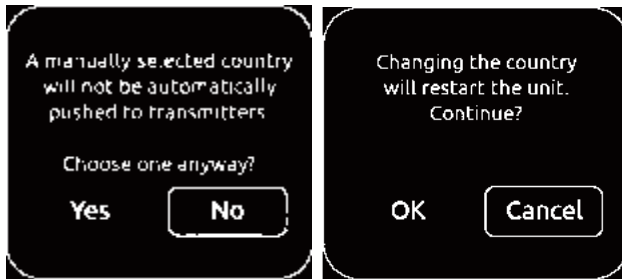 A manually selected country
will not be automatically
pushed to transmitters
Choose one anyway?
Yes
No
Changing the country
will restart the unit.
Continue?
OK
Cancel